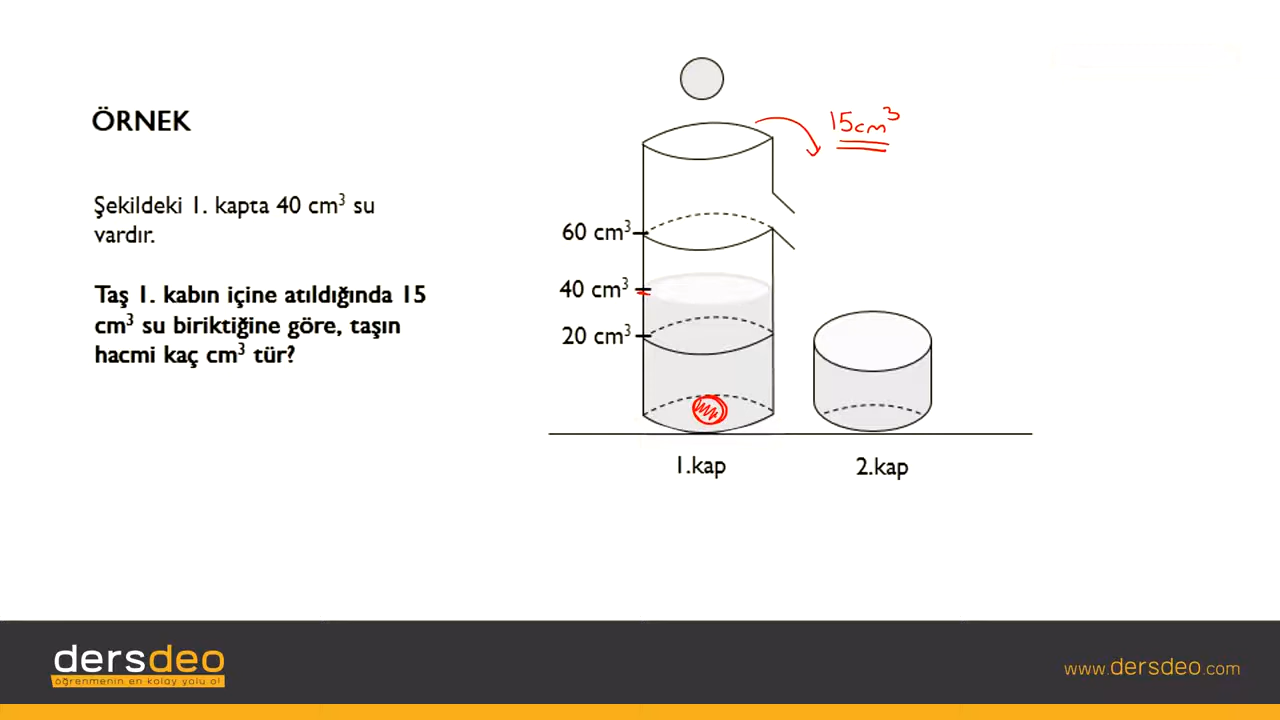 ÖRNEK
15cm³
Şekildeki 1. kapta 40 cm³ su
vardır.
60 cm³
40 cm³
20 cm³
Taş 1. kabın içine atıldığında 15
cm³ su biriktiğine göre, taşın
hacmi kaç cm³ tür?
1.kap
2.kap
dersdeo
öğrenmenin en kolay yolu o!
www.dersdeo.com